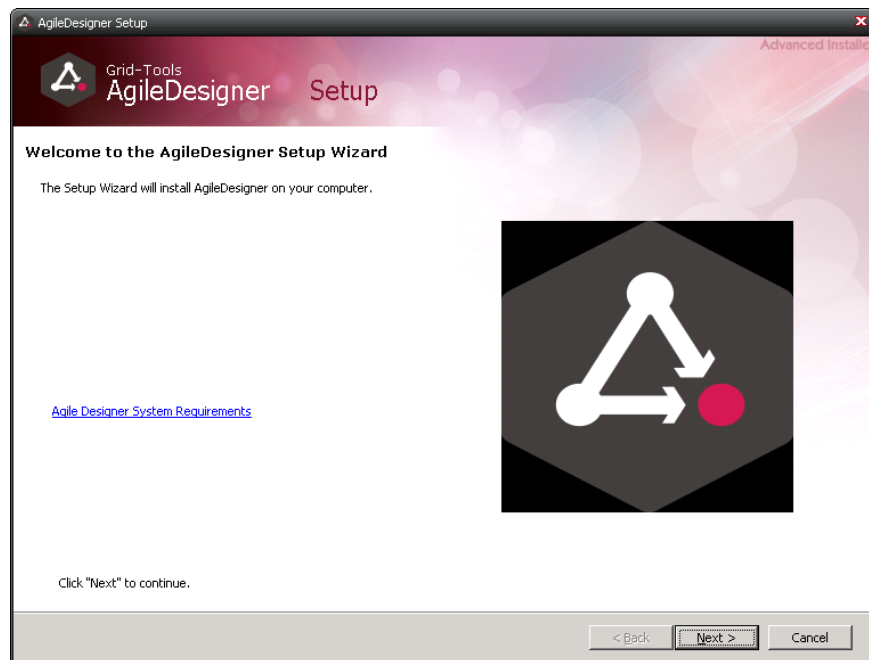 AgileDesigner Setup
Advanced Installe
Grid-Tools
AgileDesigner Setup
Welcome to the AgileDesigner Setup Wizard
The Setup Wizard will install AgileDesigner on your computer.
Agile Designer System Requirements
Click "Next" to continue.
< Back Next > Cancel